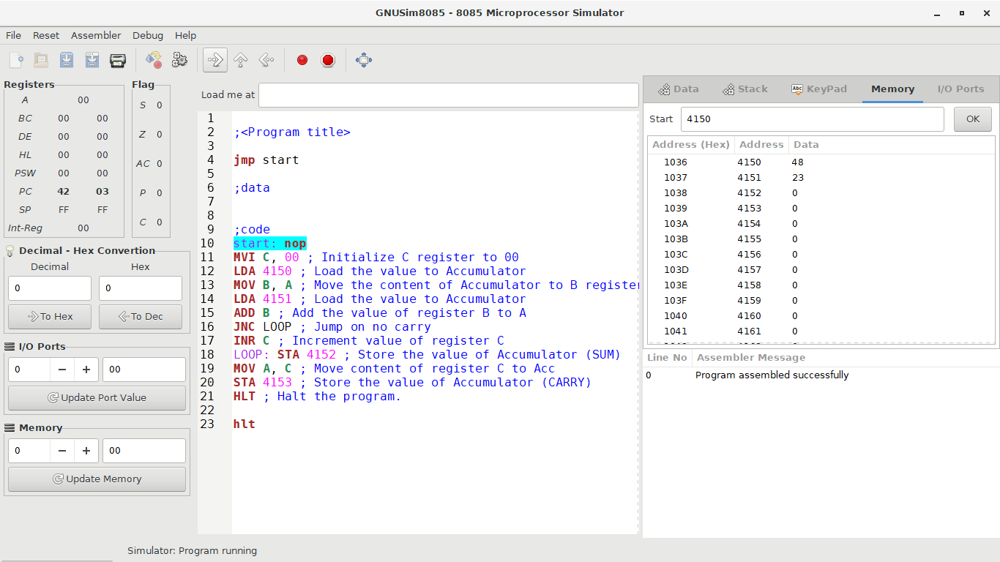 GNUSim8085 - 8085 Microprocessor Simulator
File Reset Assembler Debug Help
Registers
A 00
BC 00 00
DE 00 00
HL 00 00
PSW 00 00
PC 42 03
SP FF FF
Int-Reg 00
Flag
S 0
Z 0
AC 0
P 0
C 0
Decimal - Hex Convertion
Decimal Hex
0 0
To Hex To Dec
I/O Ports
0 − + 00
Update Port Value
Memory
0 − + 00
Update Memory
Load me at
1
2 ;<Program title>
3
4 jmp start
5
6 ;data
7
8
9 ;code
10 start: nop
11 MVI C, 00 ; Initialize C register to 00
12 LDA 4150 ; Load the value to Accumulator
13 MOV B, A ; Move the content of Accumulator to B register
14 LDA 4151 ; Load the value to Accumulator
15 ADD B ; Add the value of register B to A
16 JNC LOOP ; Jump on no carry
17 INR C ; Increment value of register C
18 LOOP: STA 4152 ; Store the value of Accumulator (SUM)
19 MOV A, C ; Move content of register C to Acc
20 STA 4153 ; Store the value of Accumulator (CARRY)
21 HLT ; Halt the program.
22
23 hlt
Data Stack Abc KeyPad Memory I/O Ports
Start 4150 OK
Address (Hex) Address Data
1036 4150 48
1037 4151 23
1038 4152 0
1039 4153 0
103A 4154 0
103B 4155 0
103C 4156 0
103D 4157 0
103E 4158 0
103F 4159 0
1040 4160 0
1041 4161 0
Line No Assembler Message
0 Program assembled successfully
Simulator: Program running